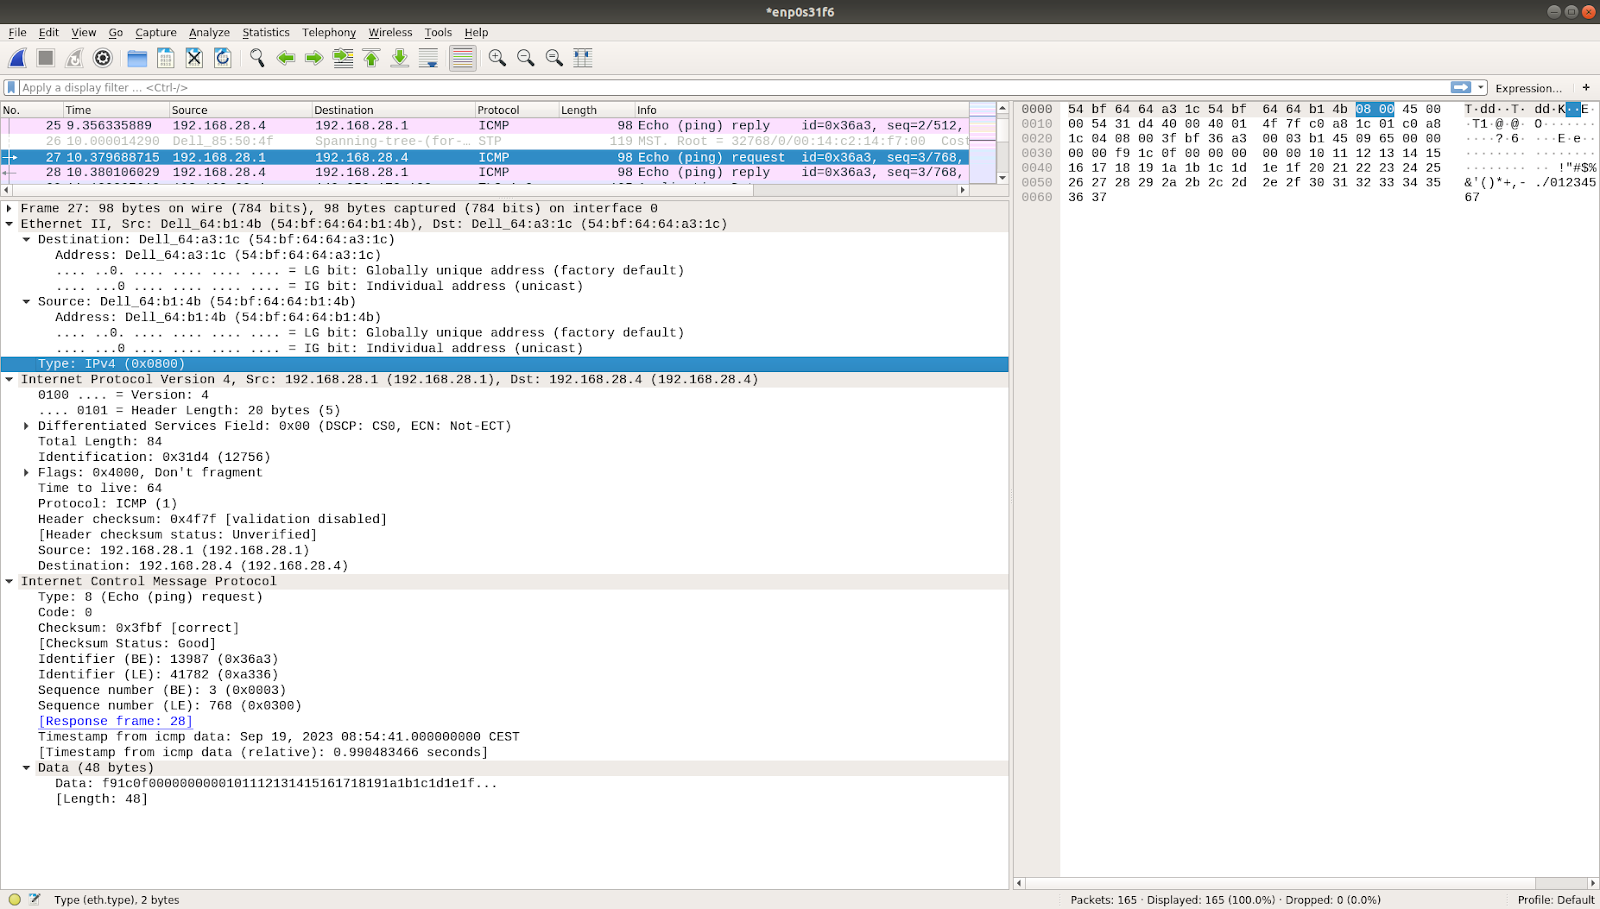 *enp0s31f6
File Edit View Go Capture Analyze Statistics Telephony Wireless Tools Help
Apply a display filter ... <Ctrl-/>
Expression... +
No. Time Source Destination Protocol Length Info
25 9.356335889 192.168.28.4 192.168.28.1 ICMP 98 Echo (ping) reply id=0x36a3, seq=2/512,
26 10.000014290 Dell_85:50:4f Spanning-tree-(for-... STP 119 MST. Root = 32768/0/00:14:c2:14:f7:00 Cost
27 10.379688715 192.168.28.1 192.168.28.4 ICMP 98 Echo (ping) request id=0x36a3, seq=3/768,
28 10.380106029 192.168.28.4 192.168.28.1 ICMP 98 Echo (ping) reply id=0x36a3, seq=3/768,
Frame 27: 98 bytes on wire (784 bits), 98 bytes captured (784 bits) on interface 0
Ethernet II, Src: Dell_64:b1:4b (54:bf:64:64:b1:4b), Dst: Dell_64:a3:1c (54:bf:64:64:a3:1c)
Destination: Dell_64:a3:1c (54:bf:64:64:a3:1c)
Address: Dell_64:a3:1c (54:bf:64:64:a3:1c)
.... ..0. .... .... .... .... = LG bit: Globally unique address (factory default)
.... ...0 .... .... .... .... = IG bit: Individual address (unicast)
Source: Dell_64:b1:4b (54:bf:64:64:b1:4b)
Address: Dell_64:b1:4b (54:bf:64:64:b1:4b)
.... ..0. .... .... .... .... = LG bit: Globally unique address (factory default)
.... ...0 .... .... .... .... = IG bit: Individual address (unicast)
Type: IPv4 (0x0800)
Internet Protocol Version 4, Src: 192.168.28.1 (192.168.28.1), Dst: 192.168.28.4 (192.168.28.4)
0100 .... = Version: 4
.... 0101 = Header Length: 20 bytes (5)
Differentiated Services Field: 0x00 (DSCP: CS0, ECN: Not-ECT)
Total Length: 84
Identification: 0x31d4 (12756)
Flags: 0x4000, Don't fragment
Time to live: 64
Protocol: ICMP (1)
Header checksum: 0x4f7f [validation disabled]
[Header checksum status: Unverified]
Source: 192.168.28.1 (192.168.28.1)
Destination: 192.168.28.4 (192.168.28.4)
Internet Control Message Protocol
Type: 8 (Echo (ping) request)
Code: 0
Checksum: 0x3fbf [correct]
[Checksum Status: Good]
Identifier (BE): 13987 (0x36a3)
Identifier (LE): 41782 (0xa336)
Sequence number (BE): 3 (0x0003)
Sequence number (LE): 768 (0x0300)
[Response frame: 28]
Timestamp from icmp data: Sep 19, 2023 08:54:41.000000000 CEST
[Timestamp from icmp data (relative): 0.990483466 seconds]
Data (48 bytes)
Data: f91c0f0000000000101112131415161718191a1b1c1d1e1f...
[Length: 48]
0000 54 bf 64 64 a3 1c 54 bf 64 64 b1 4b 08 00 45 00 T·dd··T· dd·K··E·
0010 00 54 31 d4 40 00 40 01 4f 7f c0 a8 1c 01 c0 a8 ·T1·@·@· O·······
0020 1c 04 08 00 3f bf 36 a3 00 03 b1 45 09 65 00 00 ····?·6· ···E·e··
0030 00 00 f9 1c 0f 00 00 00 00 00 10 11 12 13 14 15 ········ ········
0040 16 17 18 19 1a 1b 1c 1d 1e 1f 20 21 22 23 24 25 ········ ·· !"#$%
0050 26 27 28 29 2a 2b 2c 2d 2e 2f 30 31 32 33 34 35 &'()*+,- ./012345
0060 36 37 67
Type (eth.type), 2 bytes
Packets: 165 · Displayed: 165 (100.0%) · Dropped: 0 (0.0%)
Profile: Default